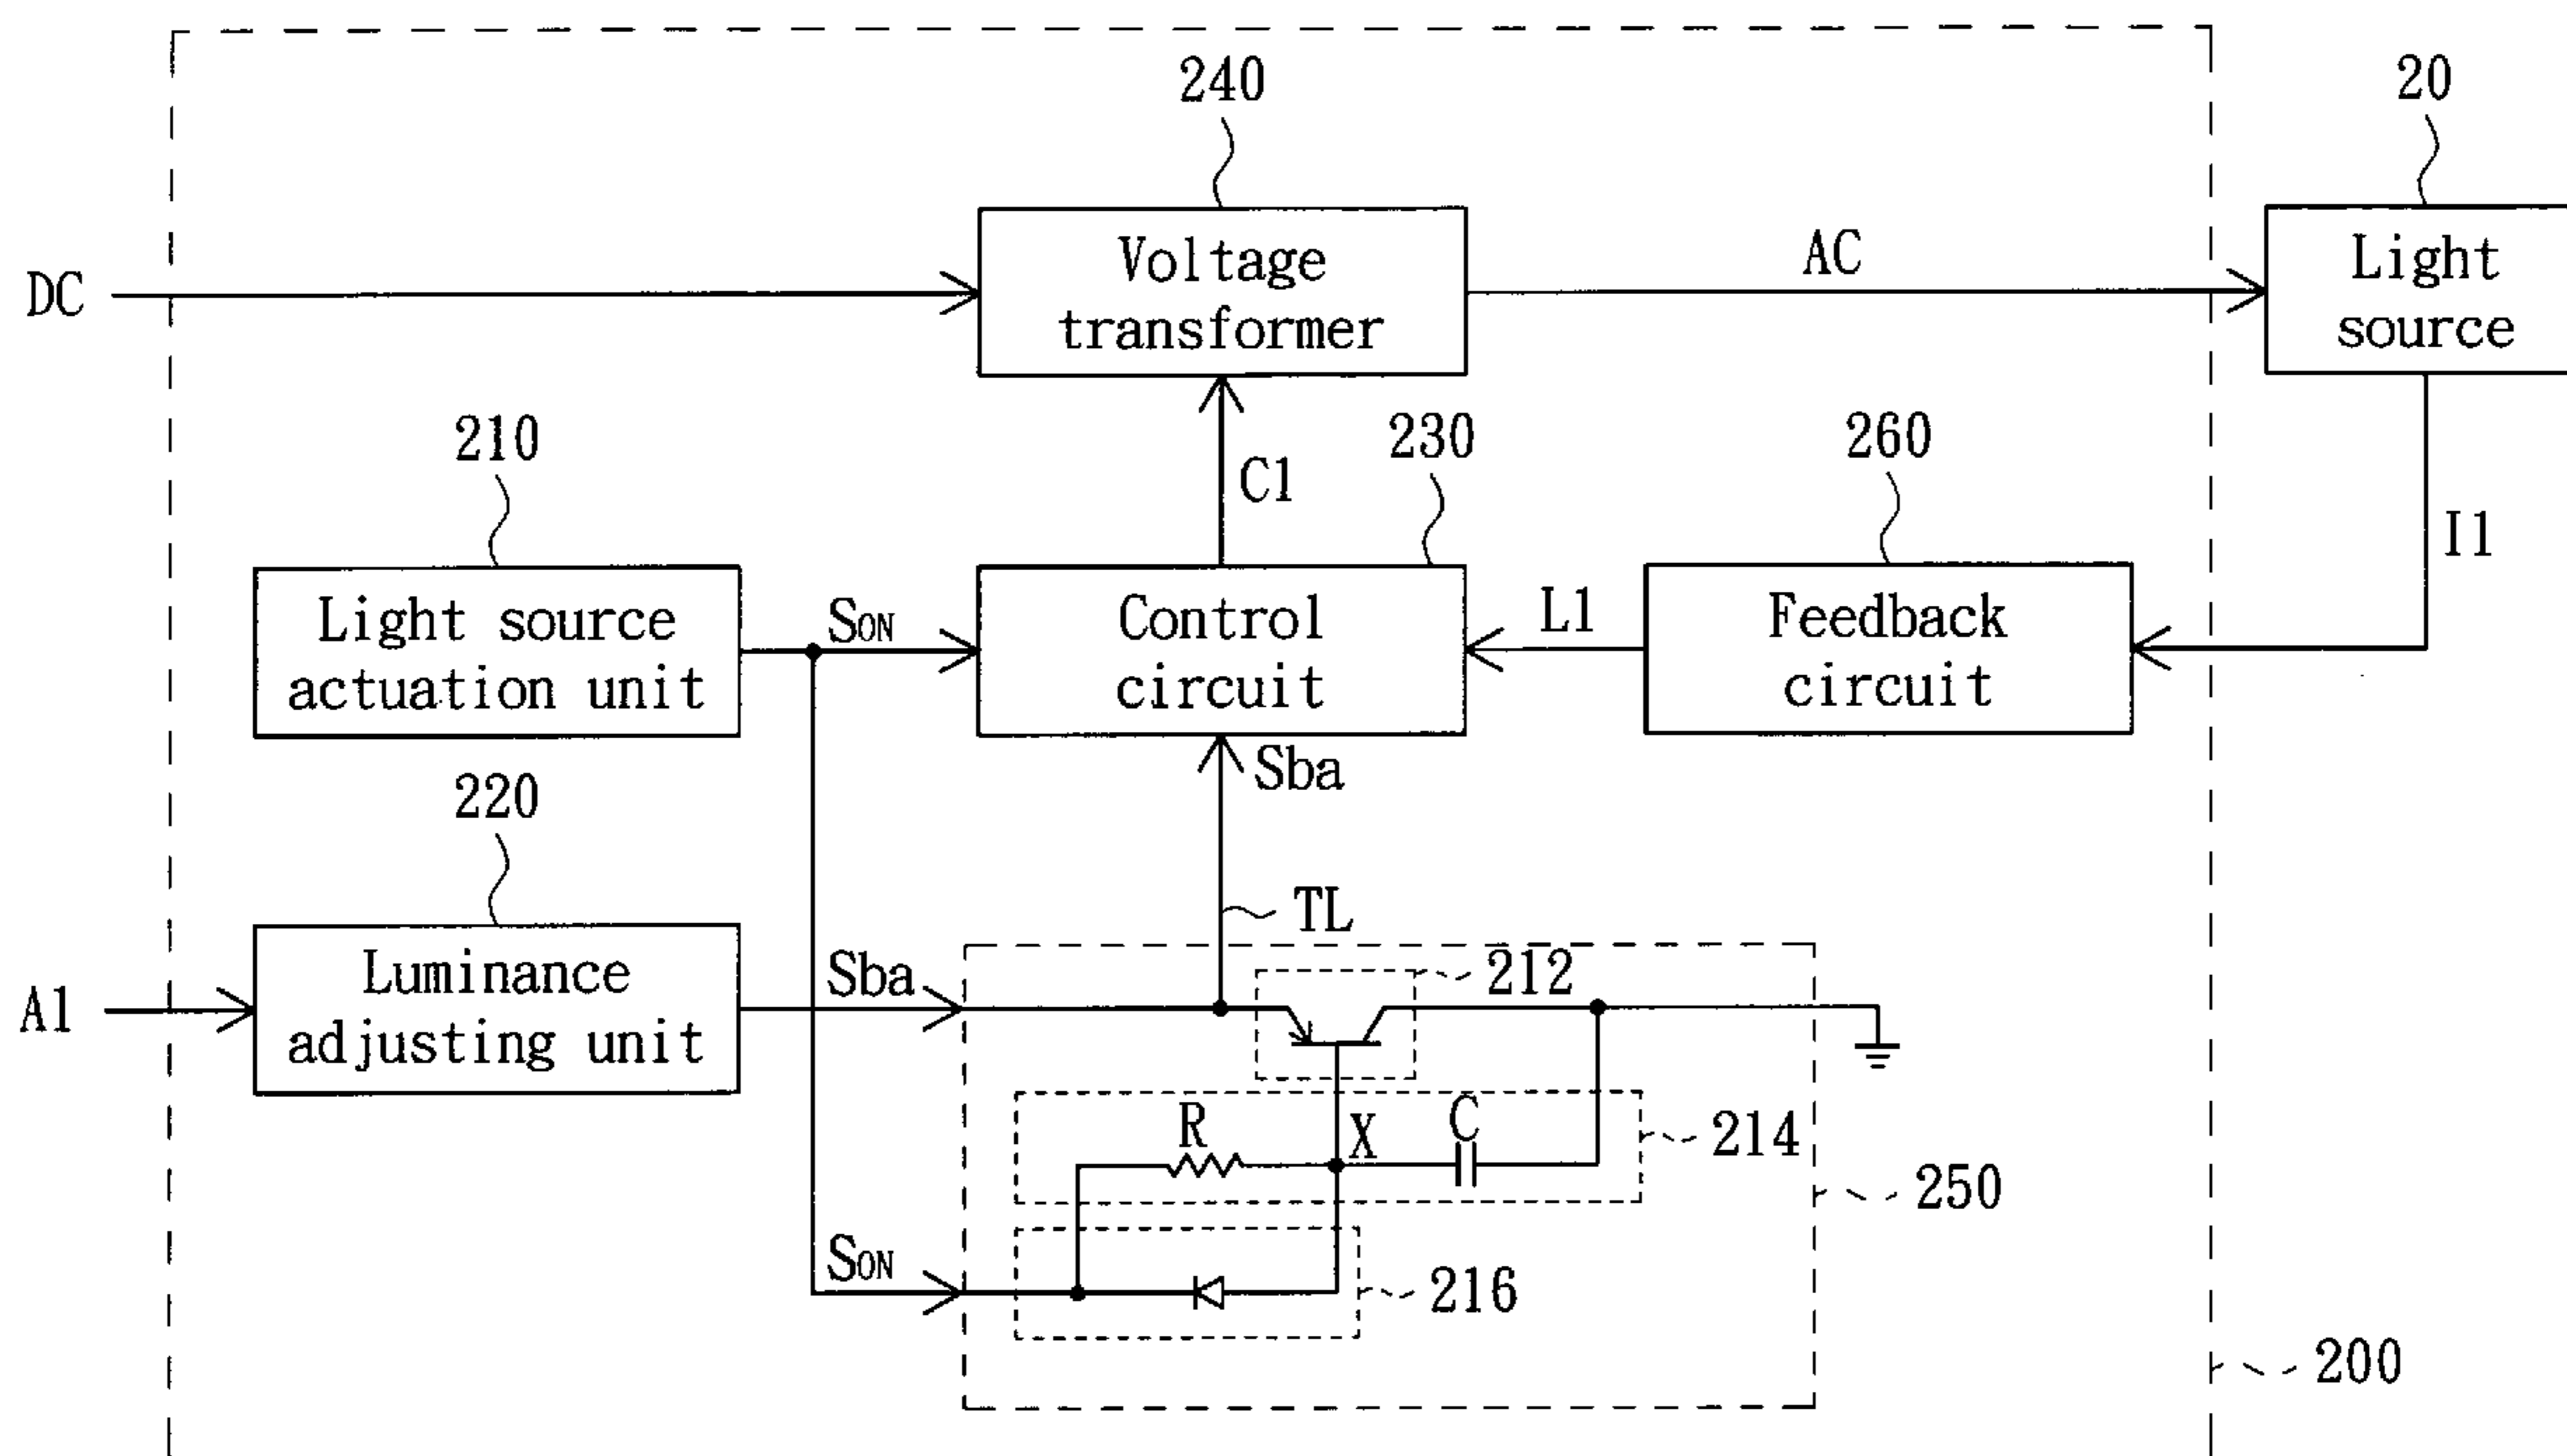 240
20
DC
Voltage
transformer
AC
Light
source
210
C1
230
260
I1
Light source
actuation unit
SON
Control
circuit
L1
Feedback
circuit
220
Sba
TL
A1
Luminance
adjusting unit
Sba
212
R
X
C
214
250
SON
216
200